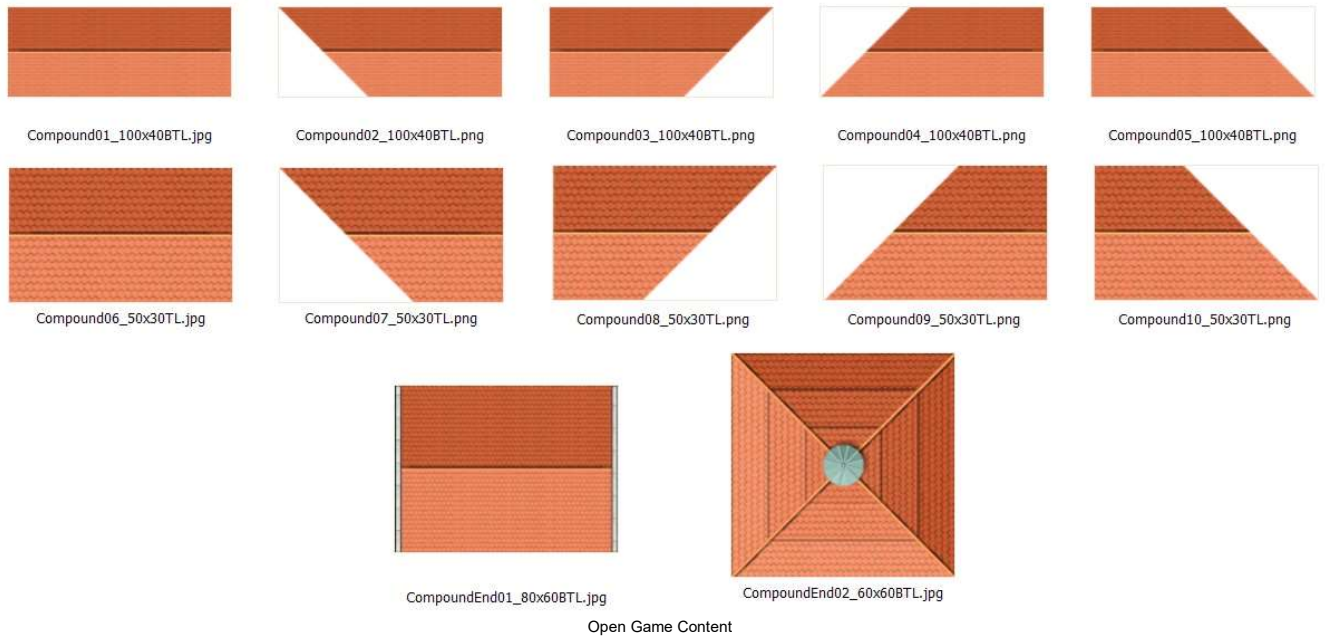 Compound01_100x40BTL.jpg
Compound02_100x40BTL.png
Compound03_100x40BTL.png
Compound04_100x40BTL.png
Compound05_100x40BTL.png
Compound06_50x30TL.jpg
Compound07_50x30TL.png
Compound08_50x30TL.png
Compound09_50x30TL.png
Compound10_50x30TL.png
CompoundEnd01_80x60BTL.jpg
CompoundEnd02_60x60BTL.jpg
Open Game Content